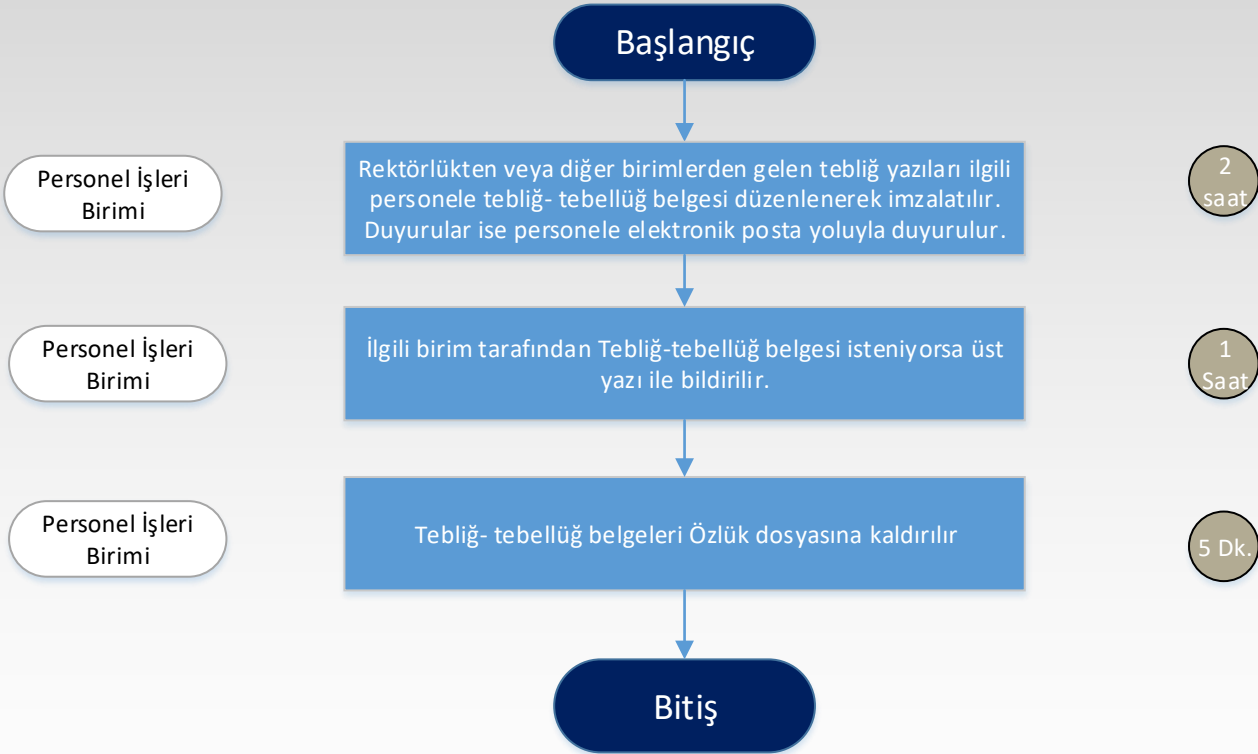 Başlangıç
Personel İşleri
Birimi
Rektörlükten veya diğer birimlerden gelen tebliğ yazıları ilgili
personele tebliğ- tebellüğ belgesi düzenlenerek imzalatılır.
Duyurular ise personele elektronik posta yoluyla duyurulur.
2
saat
Personel İşleri
Birimi
İlgili birim tarafından Tebliğ-tebellüğ belgesi isteniyorsa üst
yazı ile bildirilir.
1
Saat
Personel İşleri
Birimi
Tebliğ- tebellüğ belgeleri Özlük dosyasına kaldırılır
5 Dk.
Bitiş